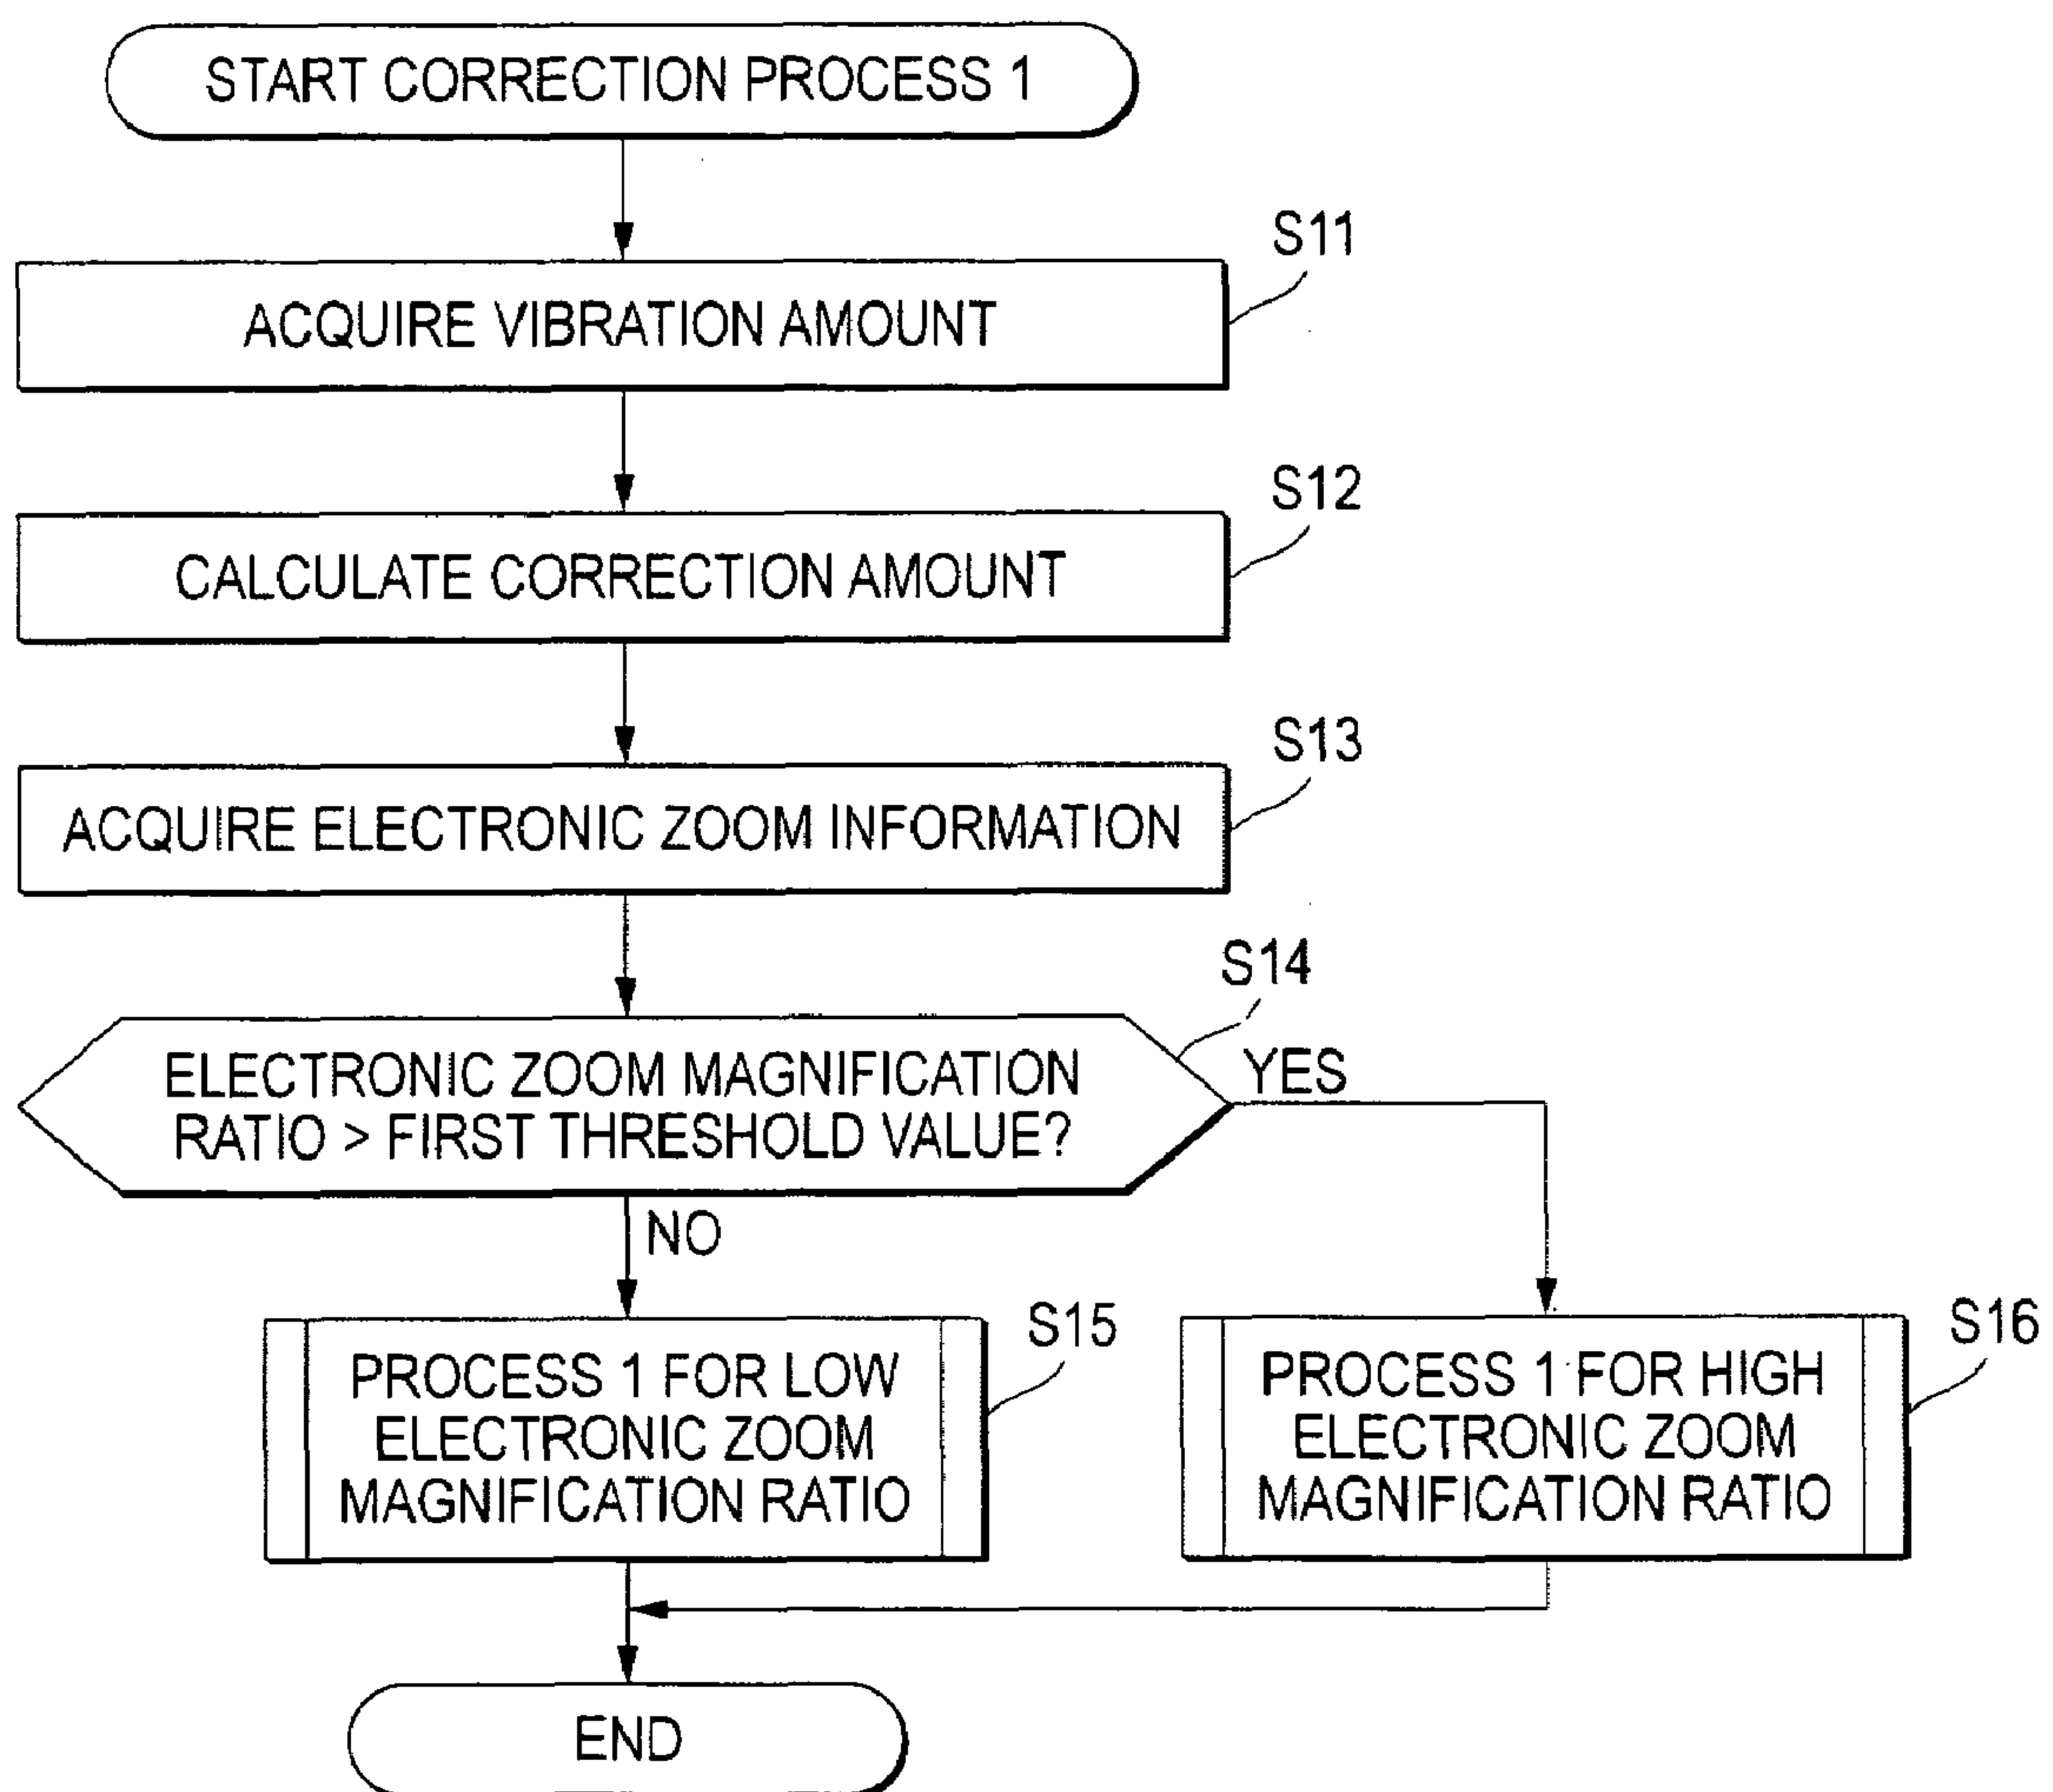 START CORRECTION PROCESS 1
S11
ACQUIRE VIBRATION AMOUNT
S12
CALCULATE CORRECTION AMOUNT
S13
ACQUIRE ELECTRONIC ZOOM INFORMATION
S14
ELECTRONIC ZOOM MAGNIFICATION
RATIO > FIRST THRESHOLD VALUE?
YES
NO
S15
PROCESS 1 FOR LOW
ELECTRONIC ZOOM
MAGNIFICATION RATIO
S16
PROCESS 1 FOR HIGH
ELECTRONIC ZOOM
MAGNIFICATION RATIO
END